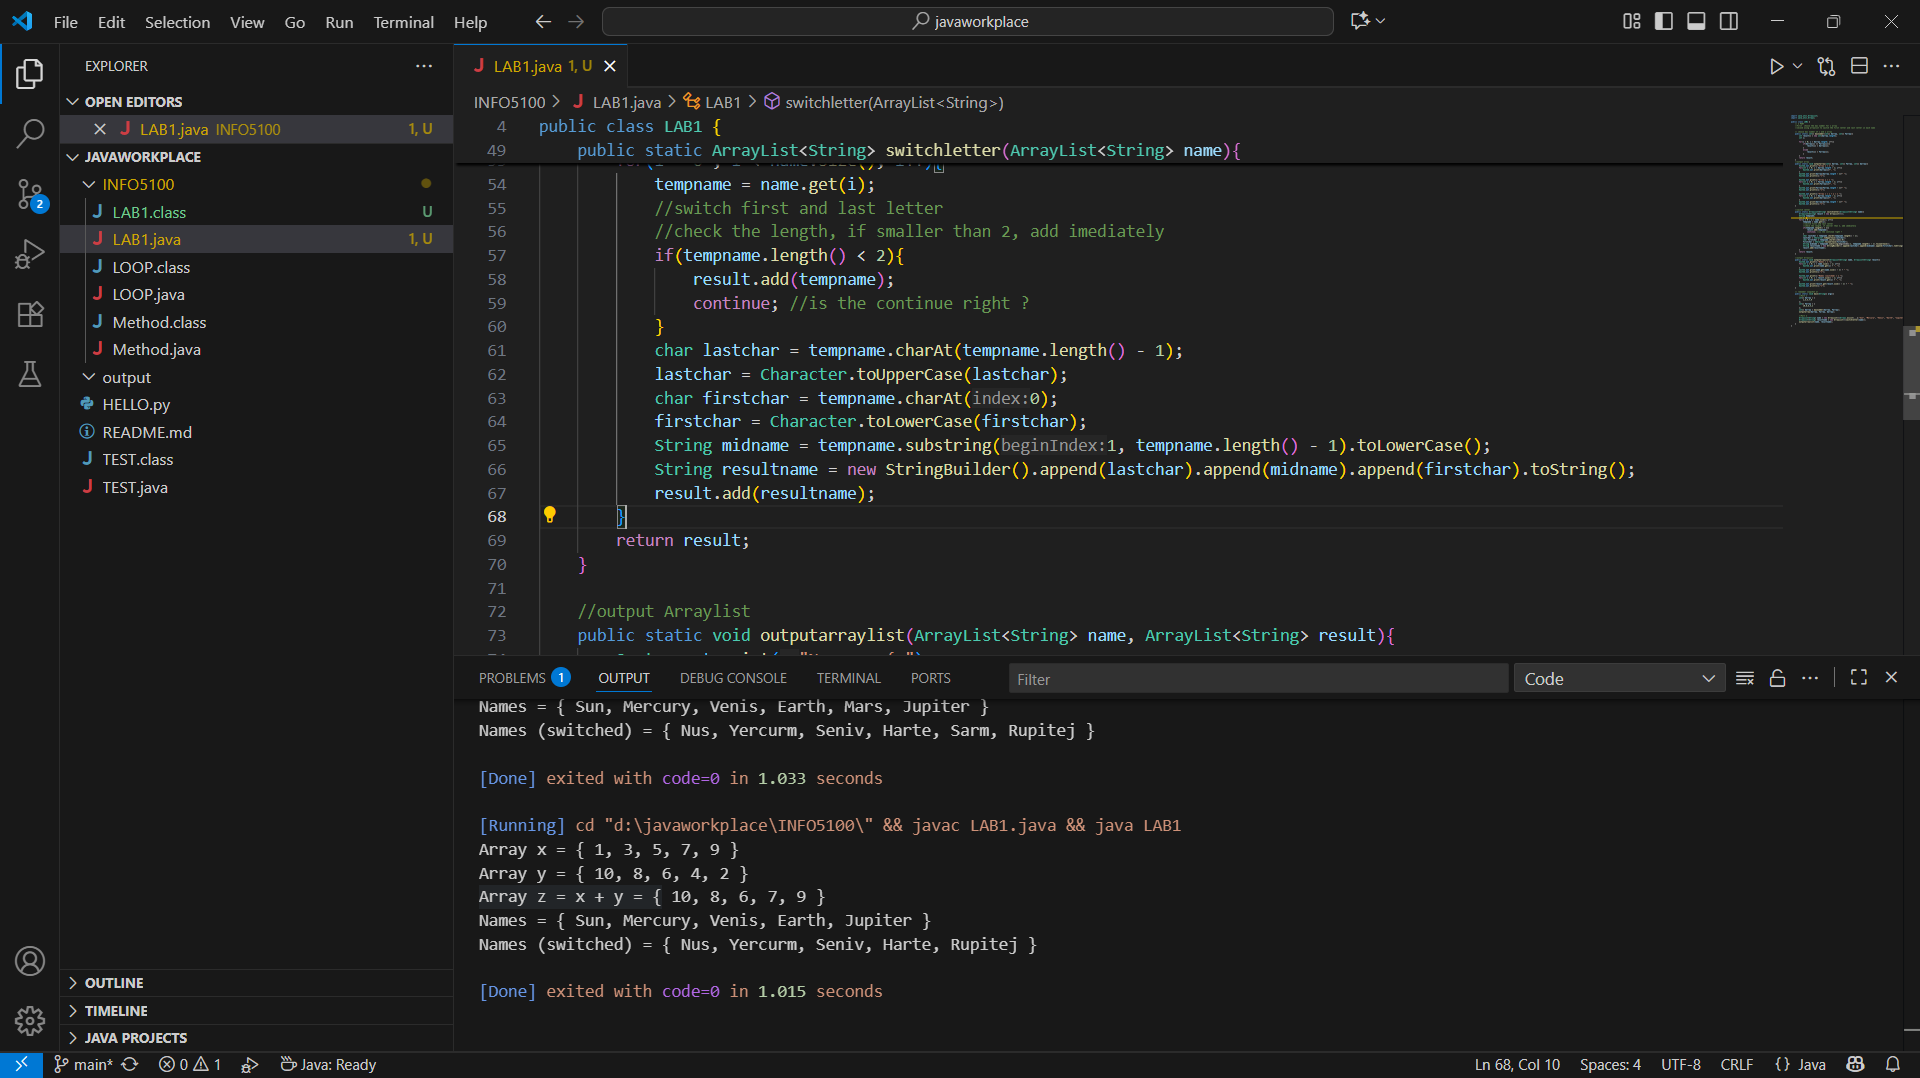 File Edit Selection View Go Run Terminal Help
javaworkplace
EXPLORER
OPEN EDITORS
LAB1.java INFO5100 1, U
JAVAWORKPLACE
INFO5100
LAB1.class U
LAB1.java 1, U
LOOP.class
LOOP.java
Method.class
Method.java
output
HELLO.py
README.md
TEST.class
TEST.java
OUTLINE
TIMELINE
JAVA PROJECTS
2
LAB1.java 1, U
INFO5100 > LAB1.java > LAB1 > switchletter(ArrayList<String>)
4 public class LAB1 {
49 public static ArrayList<String> switchletter(ArrayList<String> name){
54 tempname = name.get(i);
55 //switch first and last letter
56 //check the length, if smaller than 2, add imediately
57 if(tempname.length() < 2){
58 result.add(tempname);
59 continue; //is the continue right ?
60 }
61 char lastchar = tempname.charAt(tempname.length() - 1);
62 lastchar = Character.toUpperCase(lastchar);
63 char firstchar = tempname.charAt(index:0);
64 firstchar = Character.toLowerCase(firstchar);
65 String midname = tempname.substring(beginIndex:1, tempname.length() - 1).toLowerCase();
66 String resultname = new StringBuilder().append(lastchar).append(midname).append(firstchar).toString();
67 result.add(resultname);
68 }
69 return result;
70 }
71
72 //output Arraylist
73 public static void outputarraylist(ArrayList<String> name, ArrayList<String> result){
PROBLEMS 1 OUTPUT DEBUG CONSOLE TERMINAL PORTS Filter Code
Names = { Sun, Mercury, Venis, Earth, Mars, Jupiter }
Names (switched) = { Nus, Yercurm, Seniv, Harte, Sarm, Rupitej }
[Done] exited with code=0 in 1.033 seconds
[Running] cd "d:\javaworkplace\INFO5100\" && javac LAB1.java && java LAB1
Array x = { 1, 3, 5, 7, 9 }
Array y = { 10, 8, 6, 4, 2 }
Array z = x + y = { 10, 8, 6, 7, 9 }
Names = { Sun, Mercury, Venis, Earth, Jupiter }
Names (switched) = { Nus, Yercurm, Seniv, Harte, Rupitej }
[Done] exited with code=0 in 1.015 seconds
main* 0 1 Java: Ready Ln 68, Col 10 Spaces: 4 UTF-8 CRLF {} Java